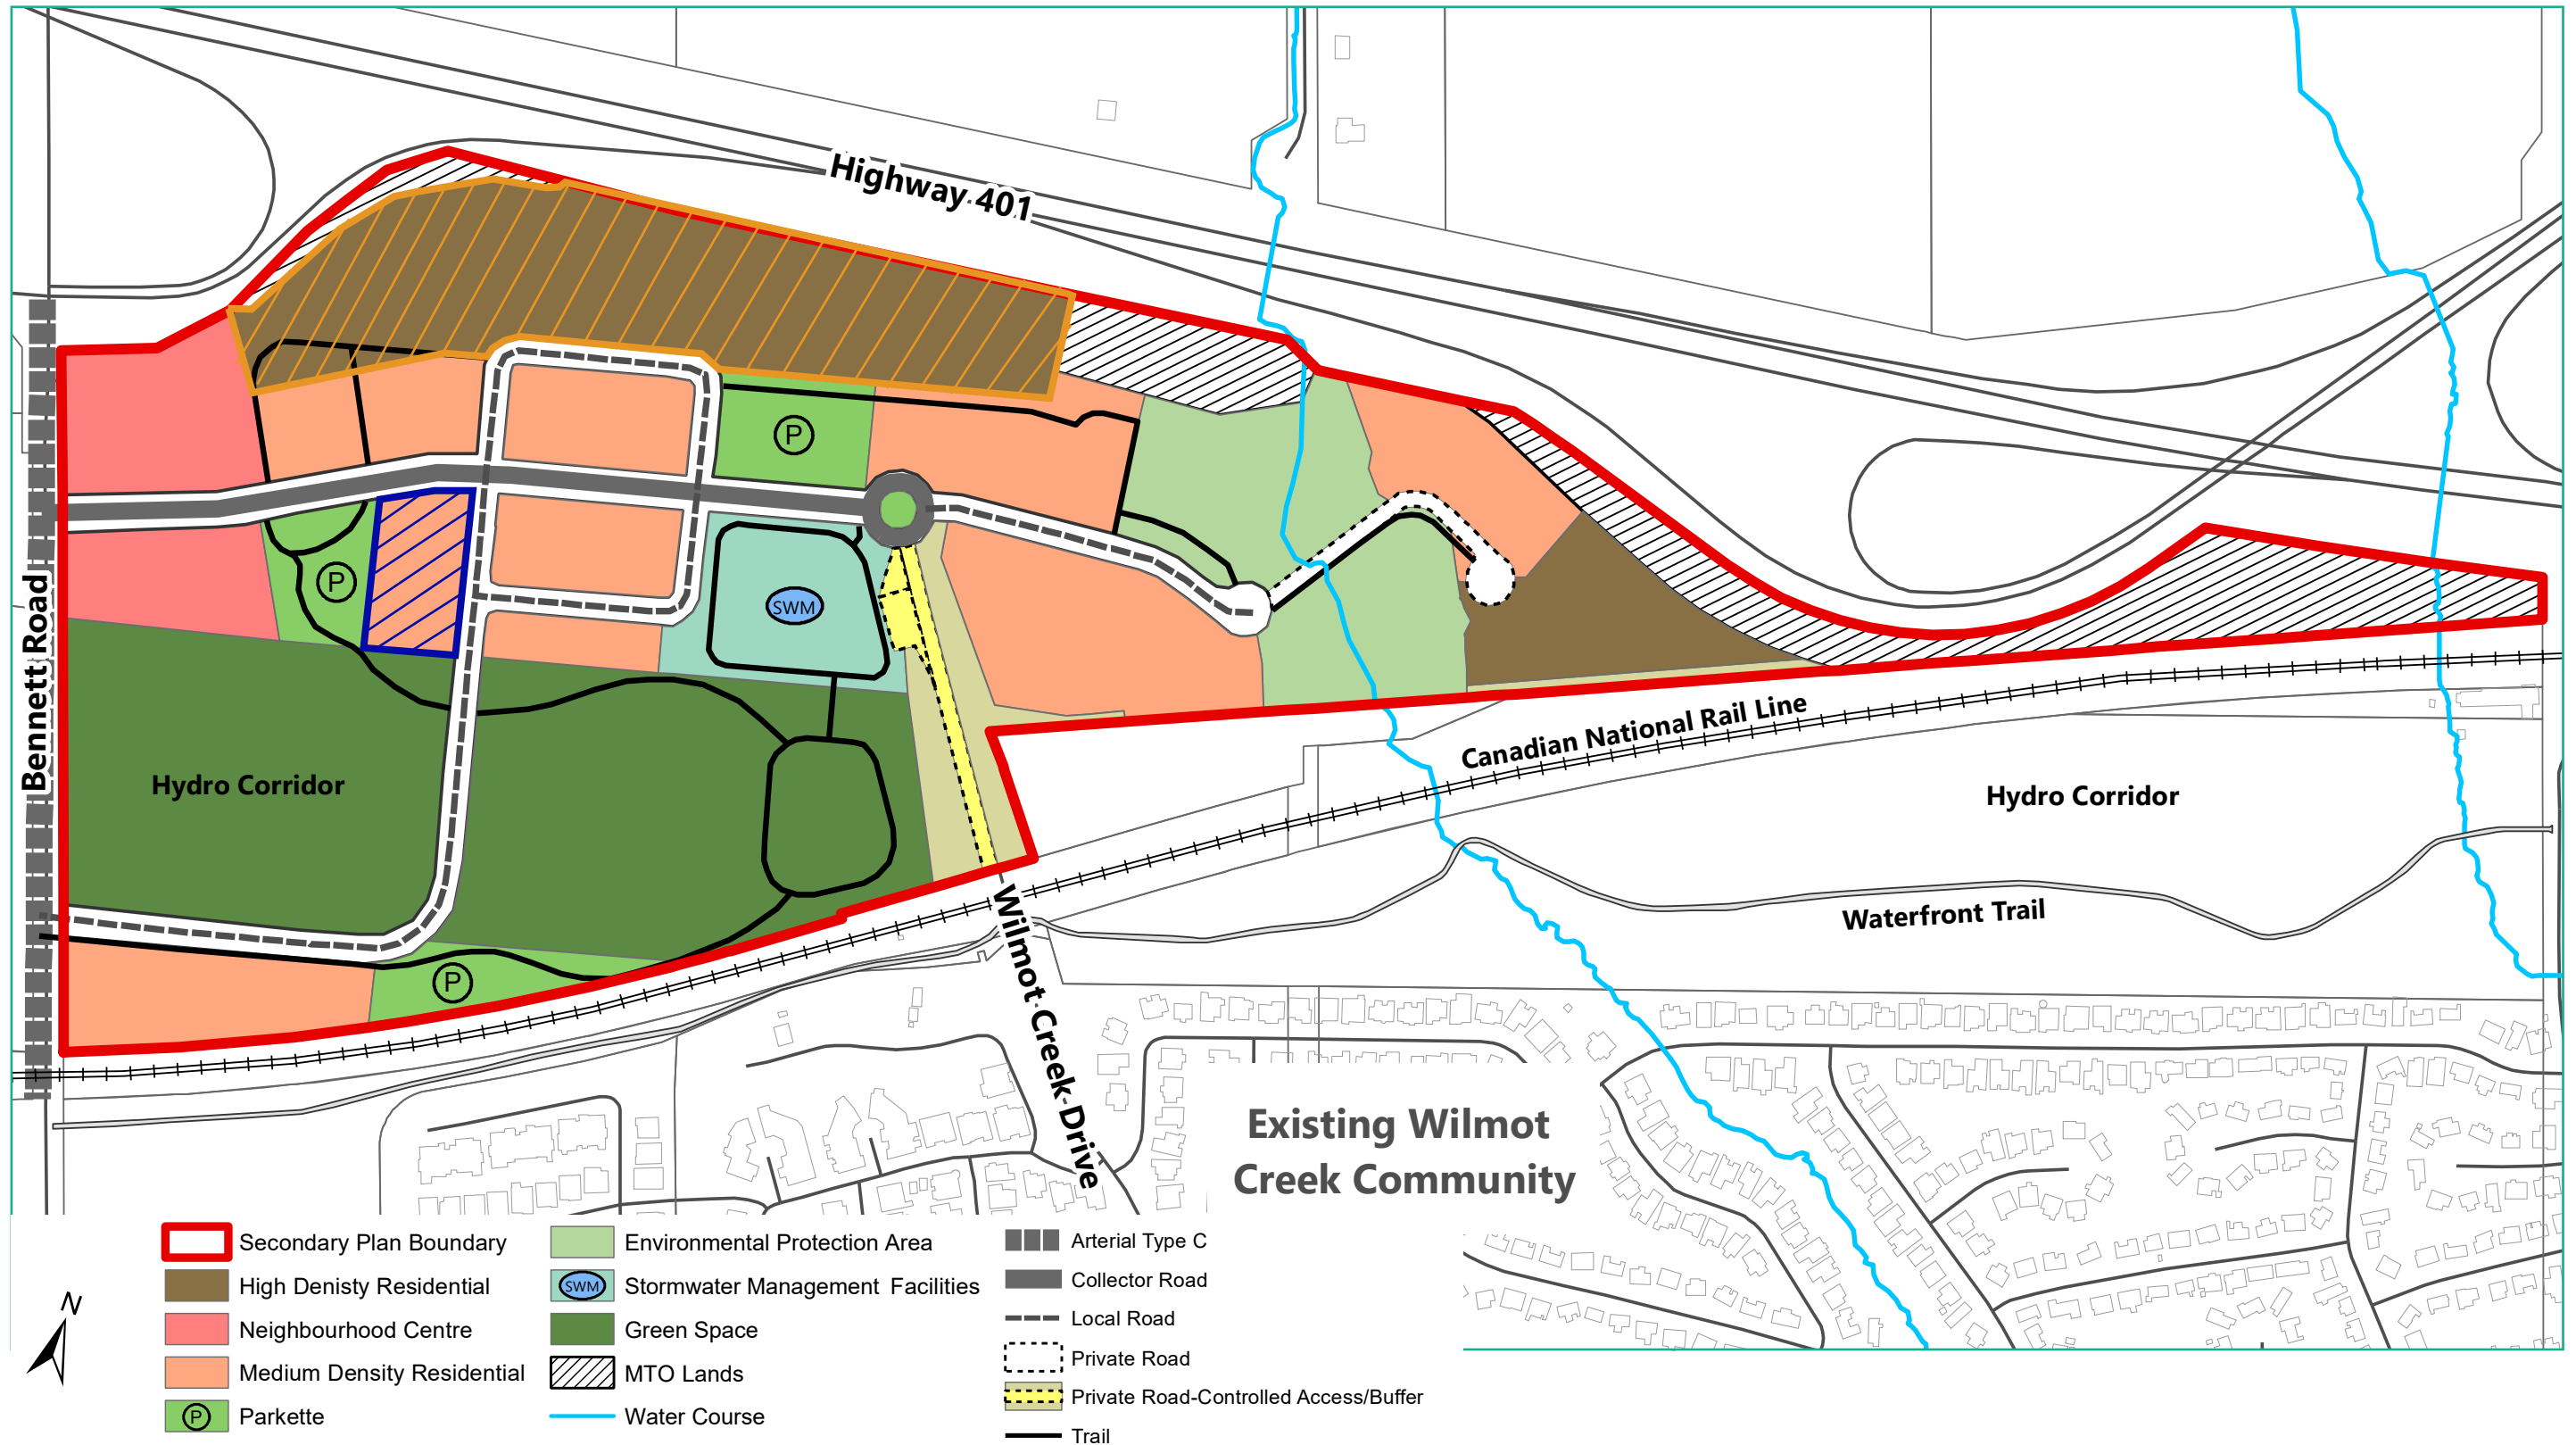 Highway 401
P
P
SWM
Bennett Road
Hydro Corridor
Canadian National Rail Line
Hydro Corridor
Waterfront Trail
P
Wilmot Creek Drive
Existing Wilmot
Creek Community
N
Secondary Plan Boundary
High Denisty Residential
Neighbourhood Centre
Medium Density Residential
P Parkette
Environmental Protection Area
SWM Stormwater Management Facilities
Green Space
MTO Lands
Water Course
Arterial Type C
Collector Road
Local Road
Private Road
Private Road-Controlled Access/Buffer
Trail